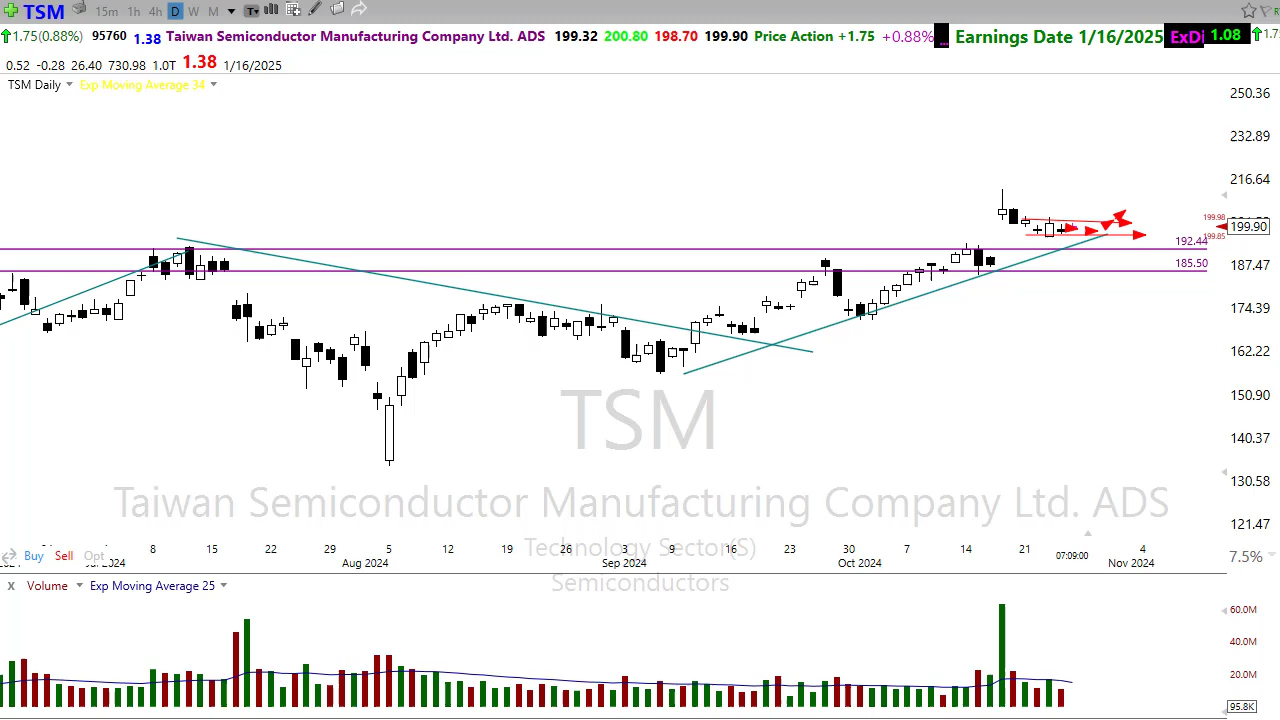 TSM 15m 1h 4h D W M T
1.75(0.88%) 95760 1.38 Taiwan Semiconductor Manufacturing Company Ltd. ADS 199.32 200.80 198.70 199.90 Price Action +1.75 +0.88% ... Earnings Date 1/16/2025 ExDi 1.08
0.52 -0.28 26.40 730.98 1.0T 1.38 1/16/2025
TSM Daily Exp Moving Average 34
250.36
232.89
216.64
199.98
199.90
199.85
192.44
185.50
187.47
174.39
162.22
150.90
TSM
140.37
130.58
Taiwan Semiconductor Manufacturing Company Ltd. ADS
121.47
8 15 22 29 5 12 19 26 3 9 16 23 30 7 14 21 4
Buy Sell Opt
Technology Sector(S)
7.5%
07:09:00
Aug 2024 Sep 2024 Oct 2024 Nov 2024
Semiconductors
X Volume Exp Moving Average 25
60.0M
40.0M
20.00M
95.8K